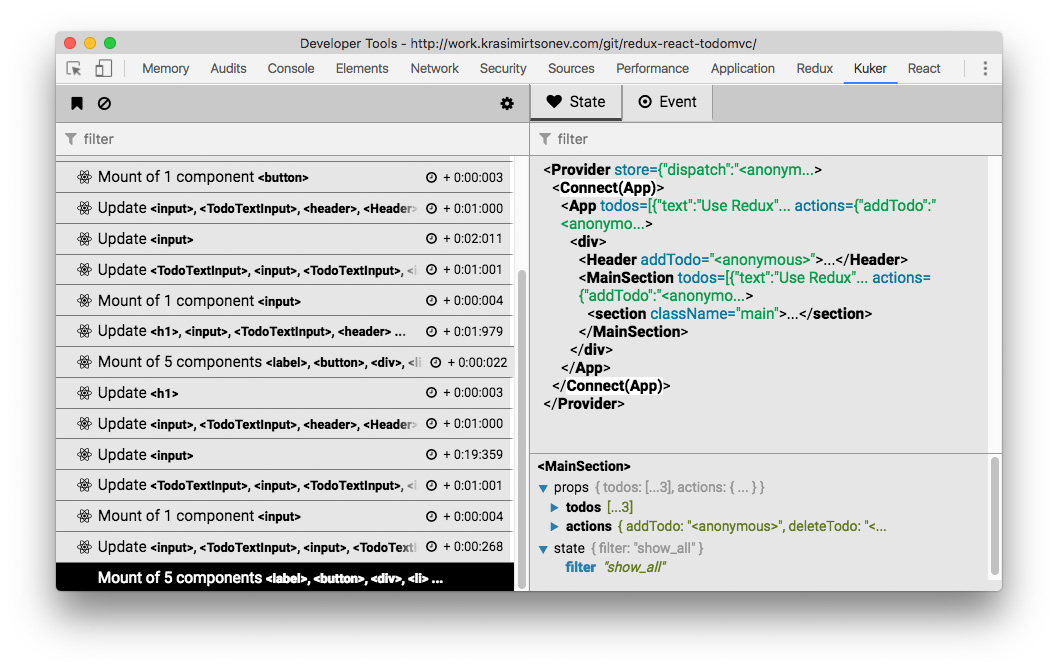 Developer Tools - http://work.krasimirtsonev.com/git/redux-react-todomvc/
Memory Audits Console Elements Network Security Sources Performance Application Redux Kuker React
State Event
filter
Mount of 1 component <button> + 0:00:003
Update <input>, <TodoTextInput>, <header>, <Header> + 0:01:000
Update <input> + 0:02:011
Update <TodoTextInput>, <input>, <TodoTextInput>, <i + 0:01:001
Mount of 1 component <input> + 0:00:004
Update <h1>, <input>, <TodoTextInput>, <header> ... + 0:01:979
Mount of 5 components <label>, <button>, <div>, <li + 0:00:022
Update <h1> + 0:00:003
Update <input>, <TodoTextInput>, <header>, <Header> + 0:01:000
Update <input> + 0:19:359
Update <TodoTextInput>, <input>, <TodoTextInput>, <i + 0:01:001
Mount of 1 component <input> + 0:00:004
Update <input>, <TodoTextInput>, <input>, <TodoText + 0:00:268
Mount of 5 components <label>, <button>, <div>, <li> ...
filter
<Provider store={"dispatch":"<anonym...>
<Connect(App)>
<App todos=[{"text":"Use Redux"... actions={"addTodo":"
<anonymo...>
<div>
<Header addTodo="<anonymous>">...</Header>
<MainSection todos=[{"text":"Use Redux"... actions=
{"addTodo":"<anonymo...>
<section className="main">...</section>
</MainSection>
</div>
</App>
</Connect(App)>
</Provider>
<MainSection>
props { todos: [...3], actions: { ... } }
todos [...3]
actions { addTodo: "<anonymous>", deleteTodo: "<...
state { filter: "show_all" }
filter "show_all"